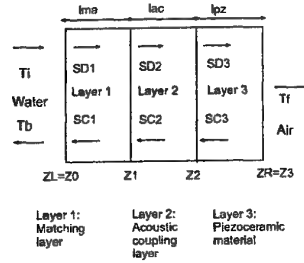 lma lac lpz
Ti SD1 SD2 SD3
Tf
Water Layer 1 Layer 2 Layer 3
Tb SC1 SC2 SC3 Air
ZL=Z0 Z1 Z2 ZR=Z3
Layer 1: Layer 2: Layer 3:
Matching Acoustic Piezoceramic
layer coupling material
layer